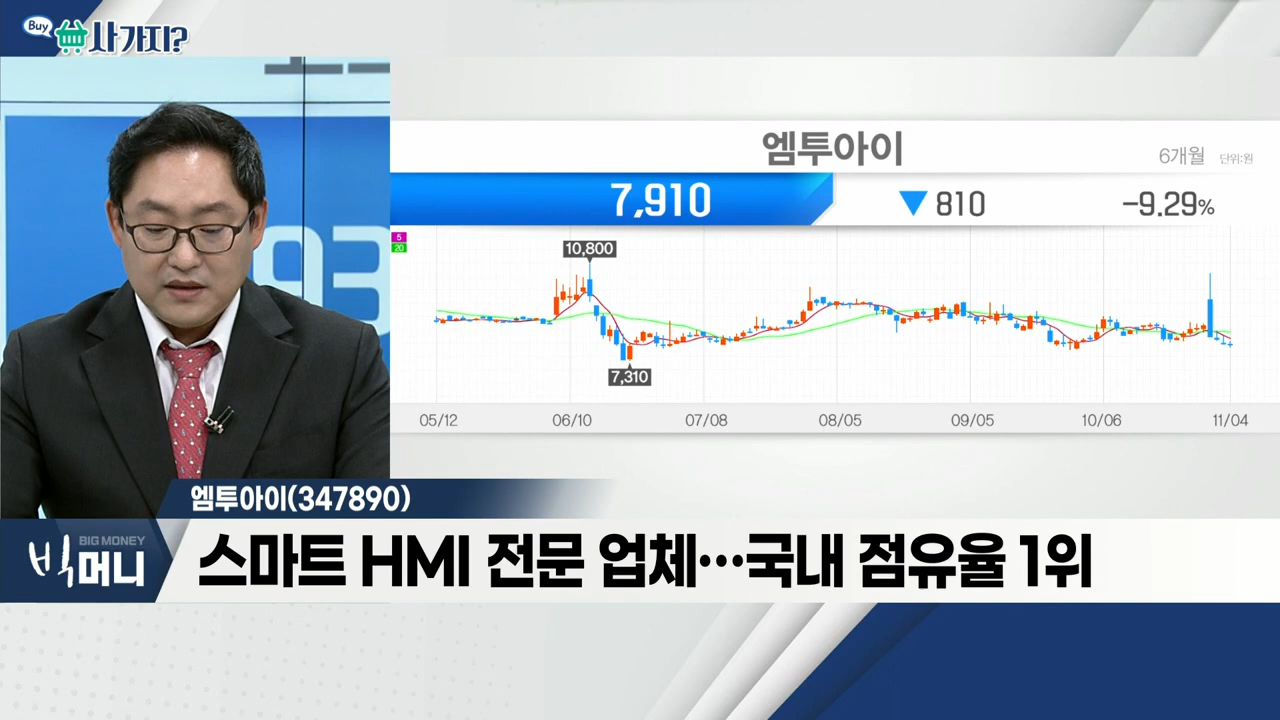 Buy
사가지?
93
엠투아이
6개월 단위:원
7,910 ▼810 -9.29%
5
20
10,800
7,310
05/12 06/10 07/08 08/05 09/05 10/06 11/04
엠투아이(347890)
BIG MONEY
빅머니
스마트 HMI 전문 업체…국내 점유율 1위